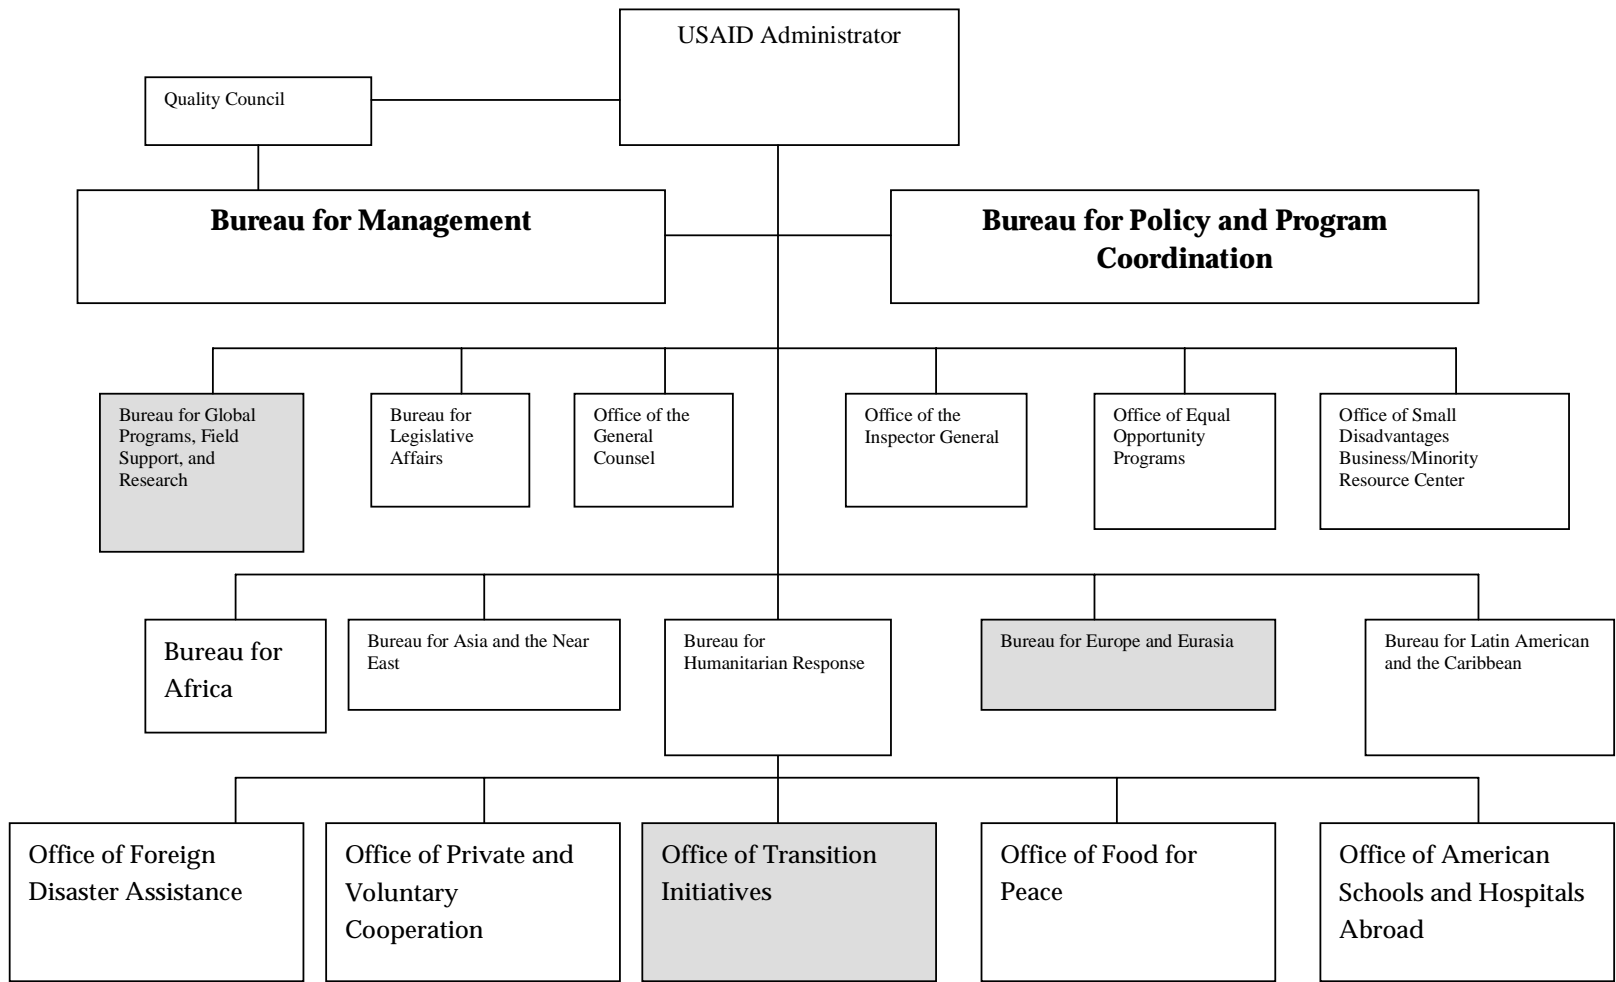 USAID Administrator
Quality Council
Bureau for Management
Bureau for Policy and Program
Coordination
Bureau for Global
Programs, Field
Support, and
Research
Bureau for
Legislative
Affairs
Office of the
General
Counsel
Office of the
Inspector General
Office of Equal
Opportunity
Programs
Office of Small
Disadvantages
Business/Minority
Resource Center
Bureau for
Africa
Bureau for Asia and the Near
East
Bureau for
Humanitarian Response
Bureau for Europe and Eurasia
Bureau for Latin American
and the Caribbean
Office of Foreign
Disaster Assistance
Office of Private and
Voluntary
Cooperation
Office of Transition
Initiatives
Office of Food for
Peace
Office of American
Schools and Hospitals
Abroad